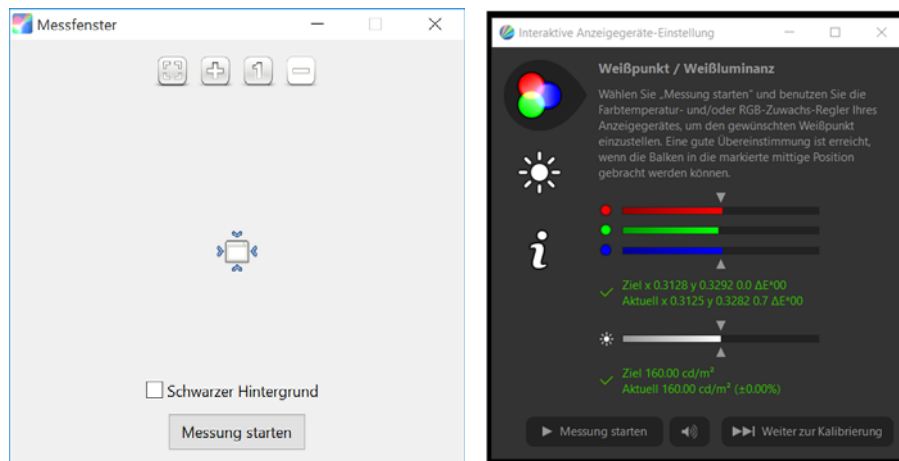 Messfenster
1
Schwarzer Hintergrund
Messung starten
Interaktive Anzeigegeräte-Einstellung
Weißpunkt / Weißluminanz
Wählen Sie „Messung starten“ und benutzen Sie die
Farbtemperatur- und/oder RGB-Zuwachs-Regler Ihres
Anzeigegerätes, um den gewünschten Weißpunkt
einzustellen. Eine gute Übereinstimmung ist erreicht,
wenn die Balken in die markierte mittige Position
gebracht werden können.
Ziel x 0.3128 y 0.3292 0.0 ΔE*00
Aktuell x 0.3125 y 0.3282 0.7 ΔE*00
Ziel 160.00 cd/m²
Aktuell 160.00 cd/m² (±0.00%)
Messung starten
Weiter zur Kalibrierung